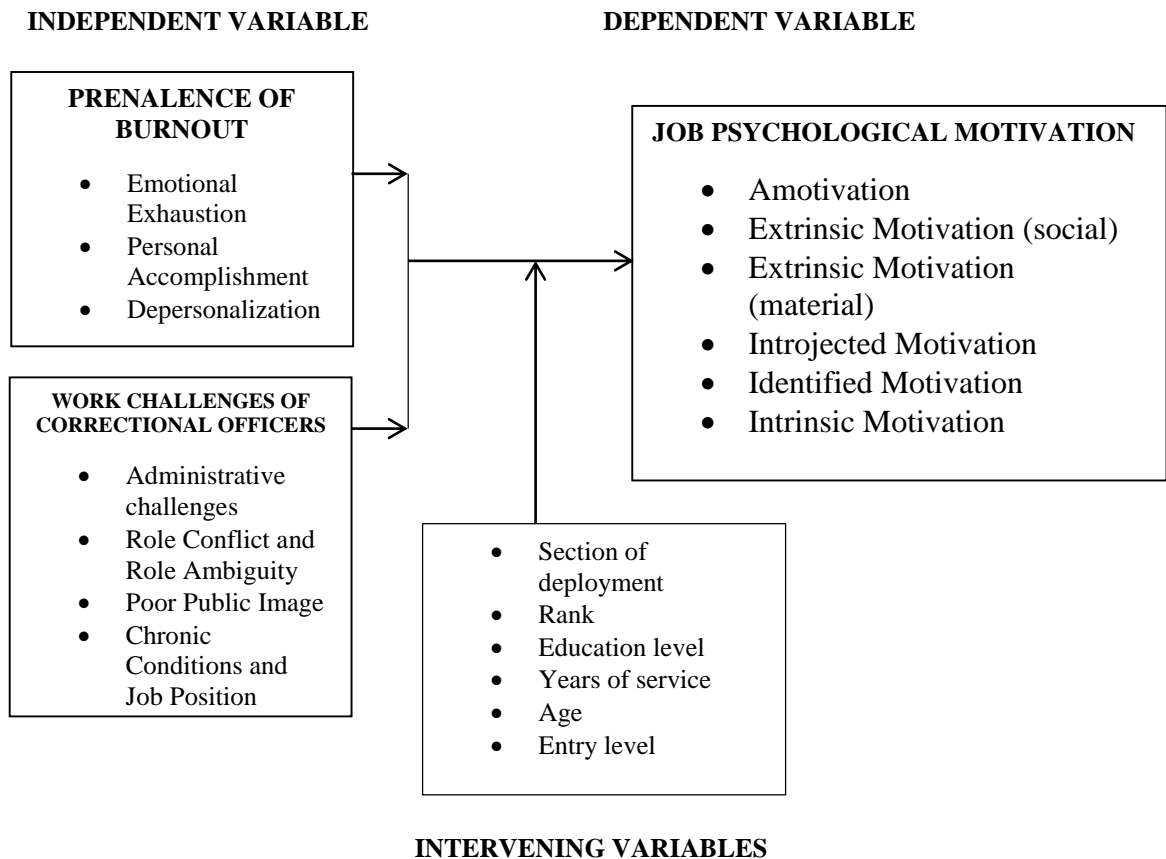 INDEPENDENT VARIABLE
DEPENDENT VARIABLE
PRENALENCE OF
BURNOUT
• Emotional
Exhaustion
• Personal
Accomplishment
• Depersonalization
JOB PSYCHOLOGICAL MOTIVATION
• Amotivation
• Extrinsic Motivation (social)
• Extrinsic Motivation
(material)
• Introjected Motivation
• Identified Motivation
• Intrinsic Motivation
WORK CHALLENGES OF
CORRECTIONAL OFFICERS
• Administrative
challenges
• Role Conflict and
Role Ambiguity
• Poor Public Image
• Chronic
Conditions and
Job Position
• Section of
deployment
• Rank
• Education level
• Years of service
• Age
• Entry level
INTERVENING VARIABLES